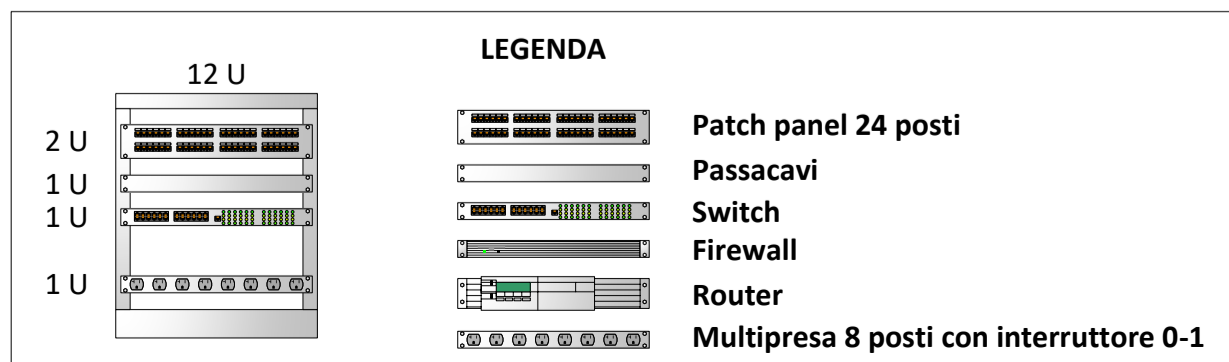 LEGENDA
12 U
2 U
1 U
1 U
1 U
Patch panel 24 posti
Passacavi
Switch
Firewall
Router
Multipresa 8 posti con interruttore 0-1